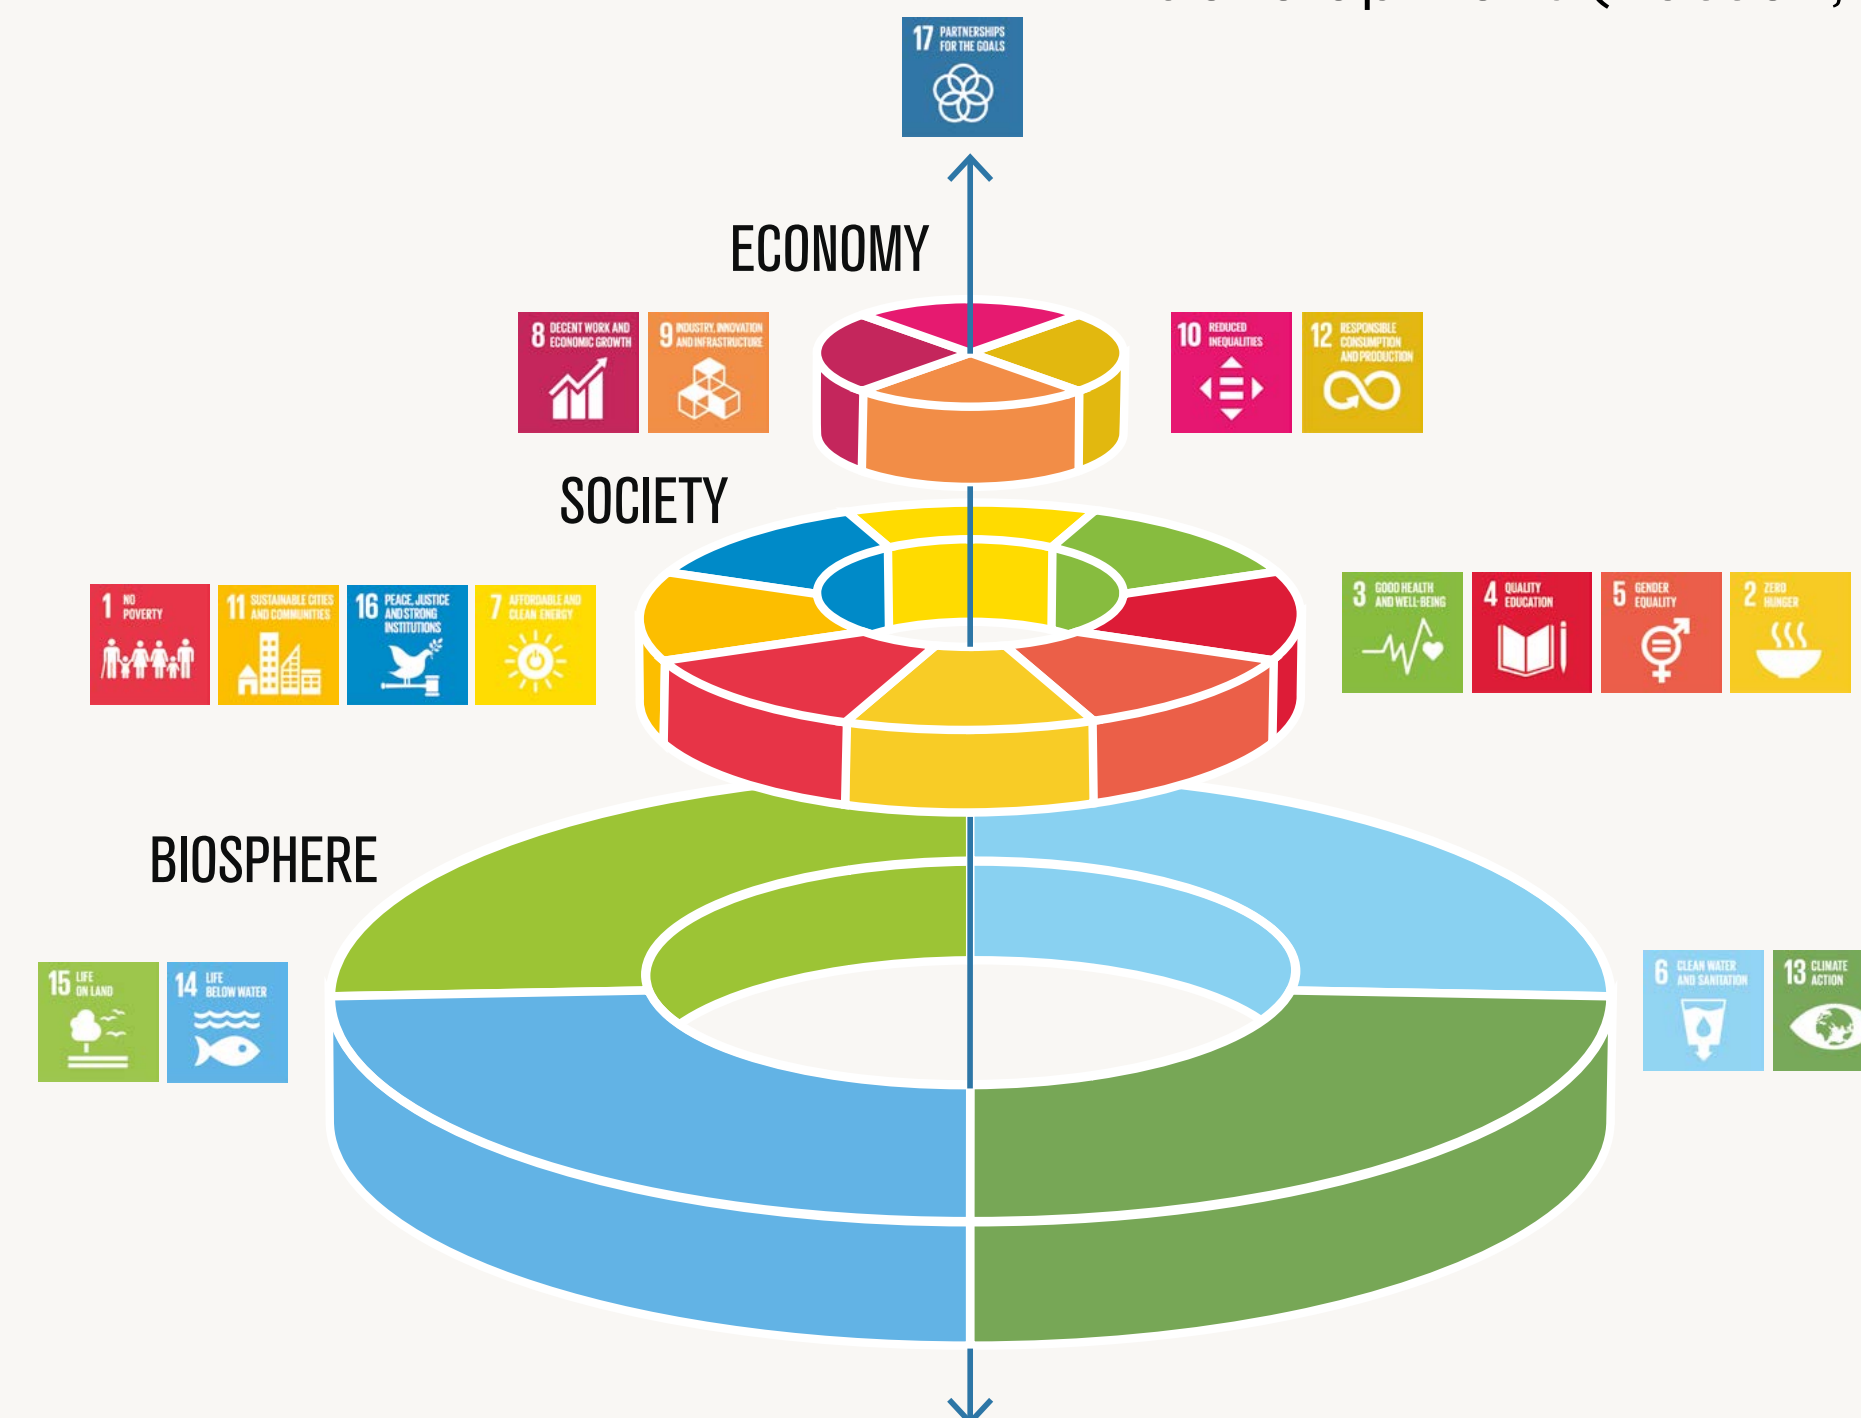 17 PARTNERSHIPS
FOR THE GOALS
ECONOMY
8 DECENT WORK AND
ECONOMIC GROWTH
9 INDUSTRY, INNOVATION
AND INFRASTRUCTURE
10 REDUCED
INEQUALITIES
12 RESPONSIBLE
CONSUMPTION
AND PRODUCTION
SOCIETY
1 NO
POVERTY
11 SUSTAINABLE CITIES
AND COMMUNITIES
16 PEACE, JUSTICE
AND STRONG
INSTITUTIONS
7 AFFORDABLE AND
CLEAN ENERGY
3 GOOD HEALTH
AND WELL-BEING
4 QUALITY
EDUCATION
5 GENDER
EQUALITY
2 ZERO
HUNGER
BIOSPHERE
15 LIFE
ON LAND
14 LIFE
BELOW WATER
6 CLEAN WATER
AND SANITATION
13 CLIMATE
ACTION